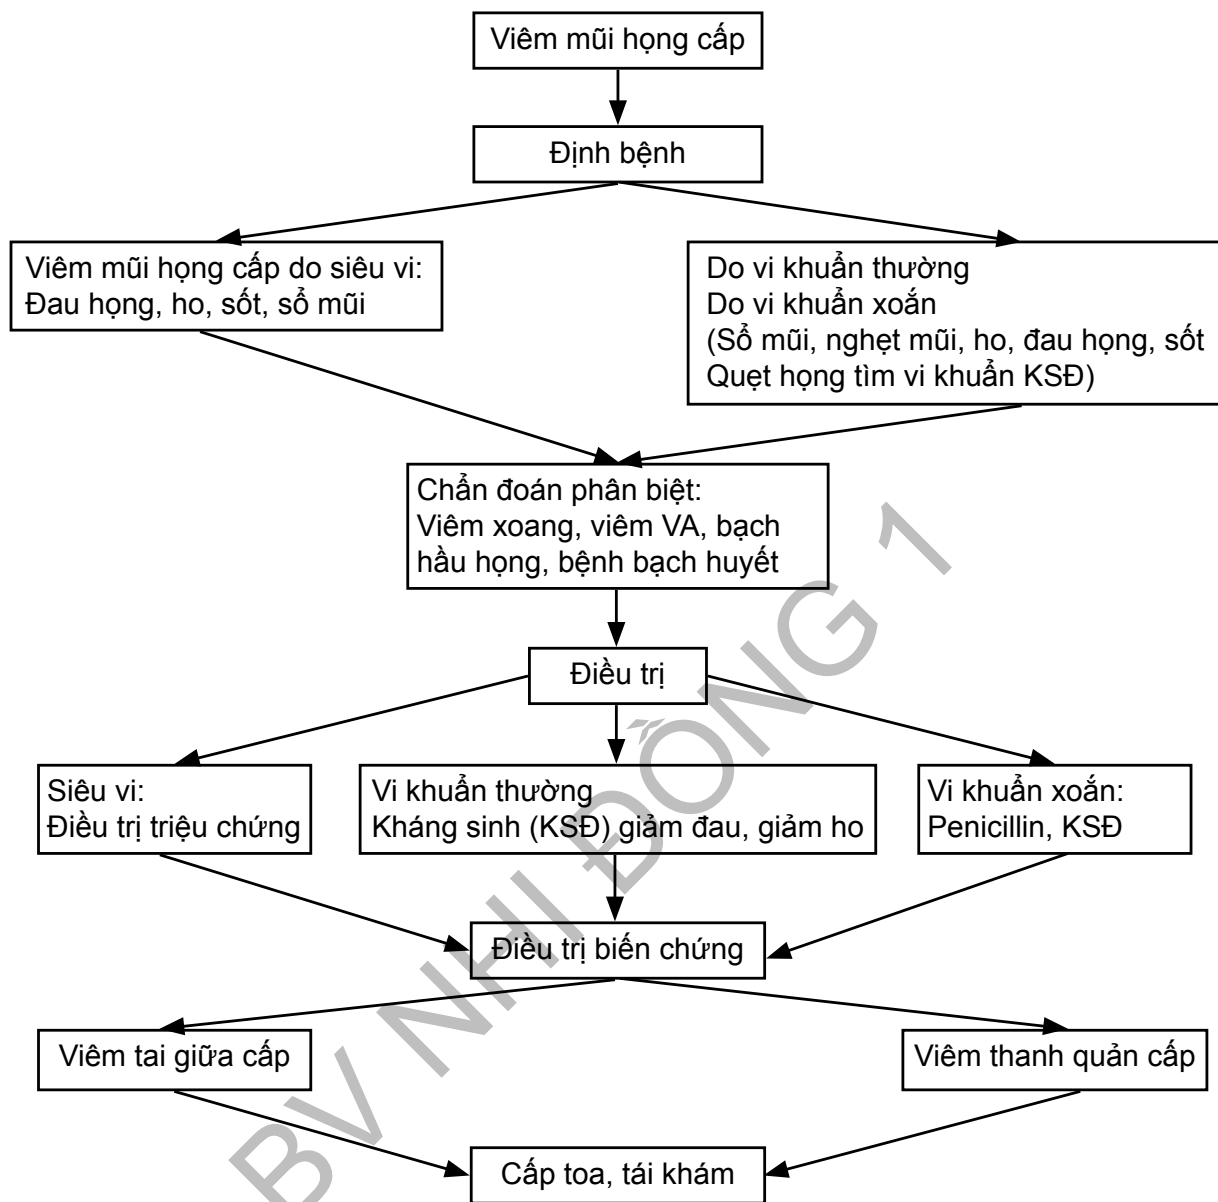 Viêm mũi họng cấp
Định bệnh
Viêm mũi họng cấp do siêu vi:
Đau họng, ho, sốt, sổ mũi
Do vi khuẩn thường
Do vi khuẩn xoắn
(Sổ mũi, nghẹt mũi, ho, đau họng, sốt
Quẹt họng tìm vi khuẩn KSĐ)
Chẩn đoán phân biệt:
Viêm xoang, viêm VA, bạch
hầu họng, bệnh bạch huyết
Điều trị
Siêu vi:
Điều trị triệu chứng
Vi khuẩn thường
Kháng sinh (KSĐ) giảm đau, giảm ho
Vi khuẩn xoắn:
Penicillin, KSĐ
Điều trị biến chứng
Viêm tai giữa cấp
Viêm thanh quản cấp
Cấp toa, tái khám
BV NHI ĐỒNG 1